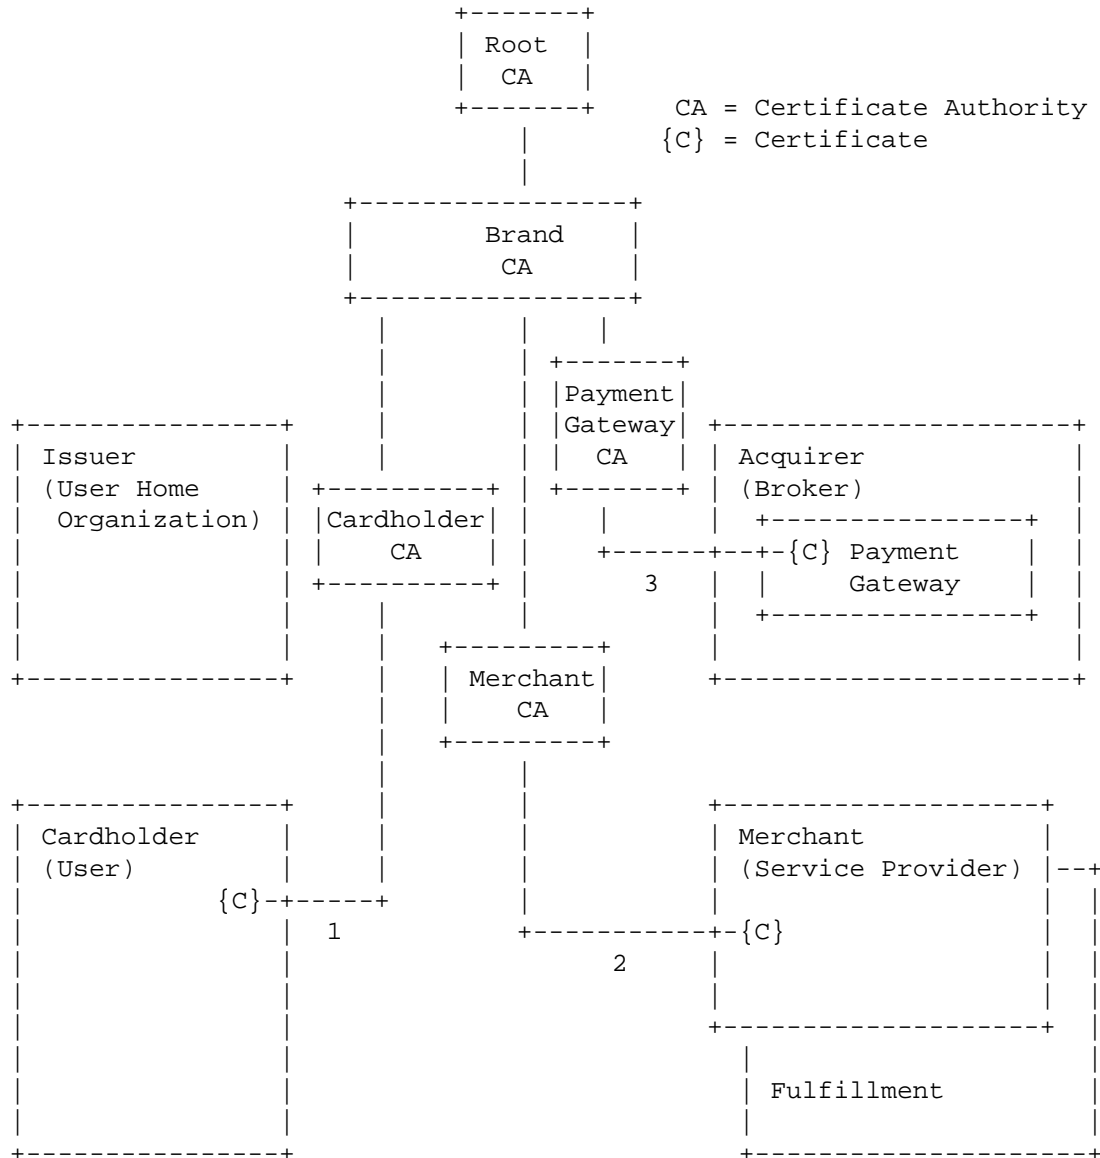 Root
CA
CA = Certificate Authority
{C} = Certificate
Brand
CA
Payment
Gateway
CA
Issuer
(User Home
Organization)
Cardholder
CA
Acquirer
(Broker)
{C} Payment
Gateway
3
Merchant
CA
Cardholder
(User)
{C}
1
Merchant
(Service Provider)
{C}
2
Fulfillment